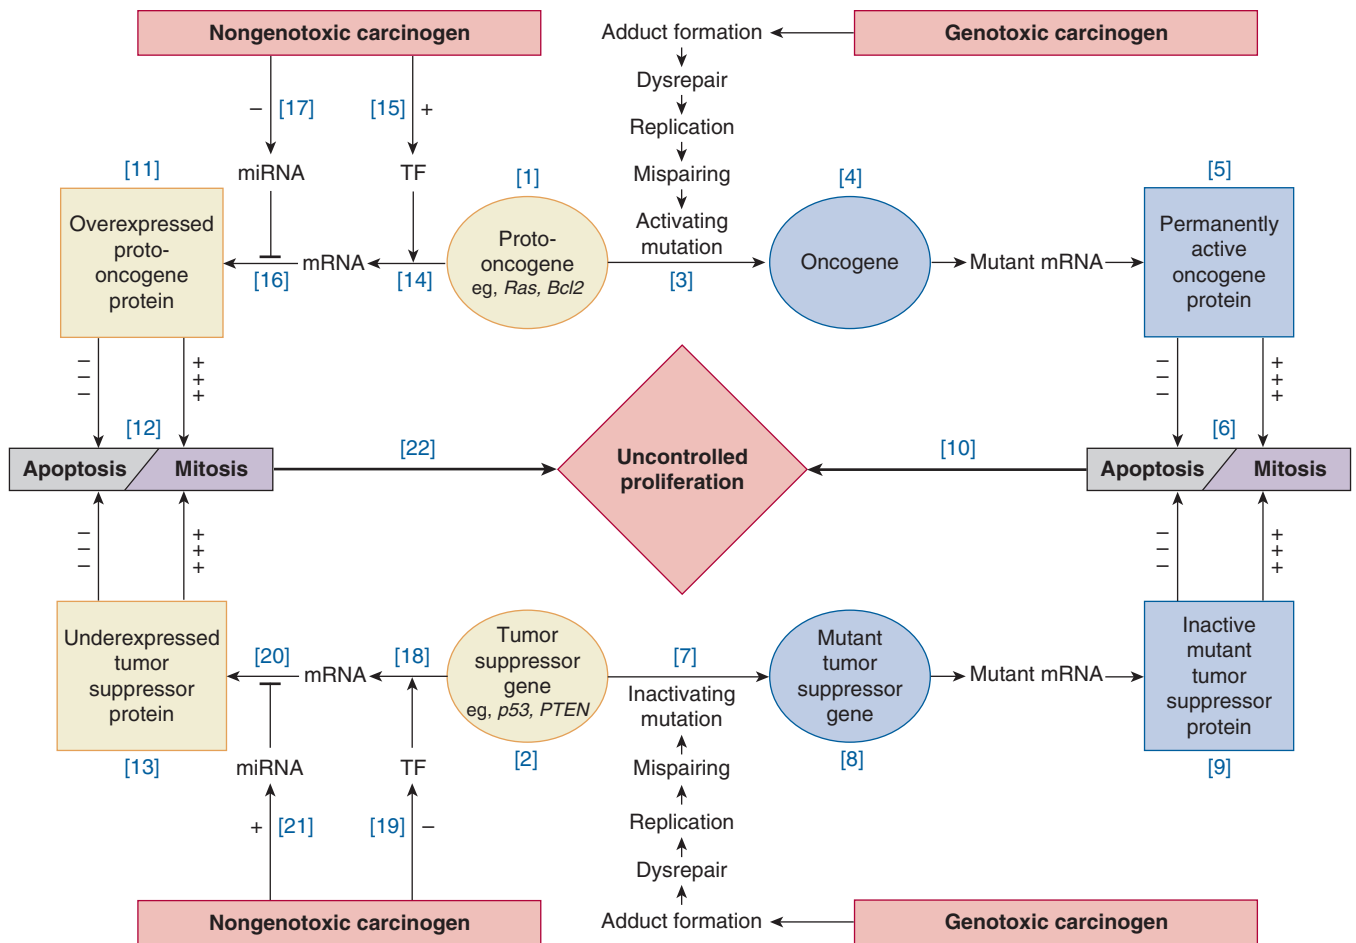 Nongenotoxic carcinogen
Adduct formation
Genotoxic carcinogen
Dysrepair
– [17]
[15] +
Replication
[11]
miRNA
TF
[1]
Mispairing
[4]
[5]
Overexpressed
proto-
oncogene
protein
[16]
mRNA
[14]
Proto-
oncogene
eg, Ras, Bcl2
Activating
mutation
[3]
Oncogene
Mutant mRNA
Permanently
active
oncogene
protein
–
–
–
+
+
+
–
–
–
+
+
+
[12]
[6]
Apoptosis
Mitosis
[22]
Uncontrolled
proliferation
[10]
Apoptosis
Mitosis
–
–
–
+
+
+
–
–
–
+
+
+
Underexpressed
tumor
suppressor
protein
[20]
mRNA
[18]
Tumor
suppressor
gene
eg, p53, PTEN
[7]
Inactivating
mutation
Mutant
tumor
suppressor
gene
Mutant mRNA
Inactive
mutant
tumor
suppressor
protein
[13]
miRNA
TF
[2]
Mispairing
[8]
[9]
+ [21]
[19] –
Replication
Dysrepair
Nongenotoxic carcinogen
Adduct formation
Genotoxic carcinogen